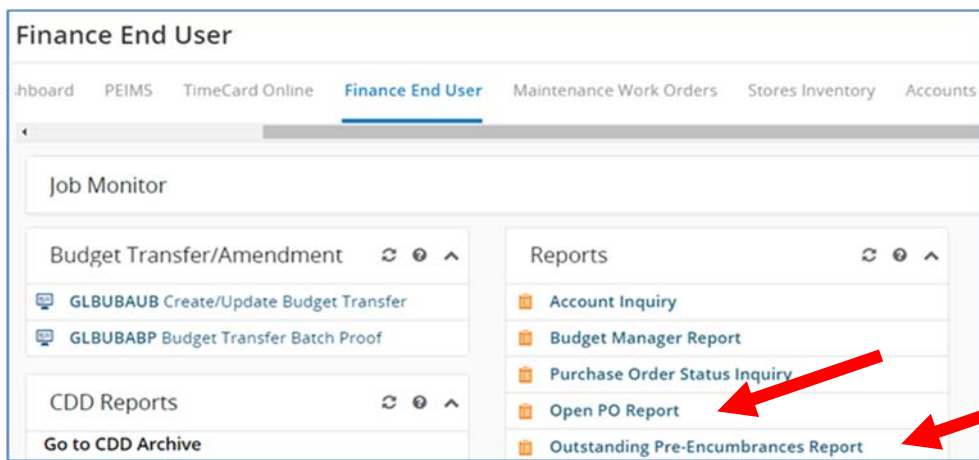 Finance End User
hboard PEIMS TimeCard Online Finance End User Maintenance Work Orders Stores Inventory Accounts
Job Monitor
Budget Transfer/Amendment
GLBUBAUB Create/Update Budget Transfer
GLBUBABP Budget Transfer Batch Proof
CDD Reports
Go to CDD Archive
Reports
Account Inquiry
Budget Manager Report
Purchase Order Status Inquiry
Open PO Report
Outstanding Pre-Encumbrances Report